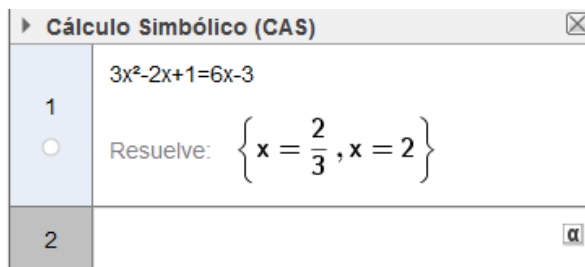 Cálculo Simbólico (CAS)
1
3x²-2x+1=6x-3
Resuelve: {x = 2/3 , x = 2}
2
α